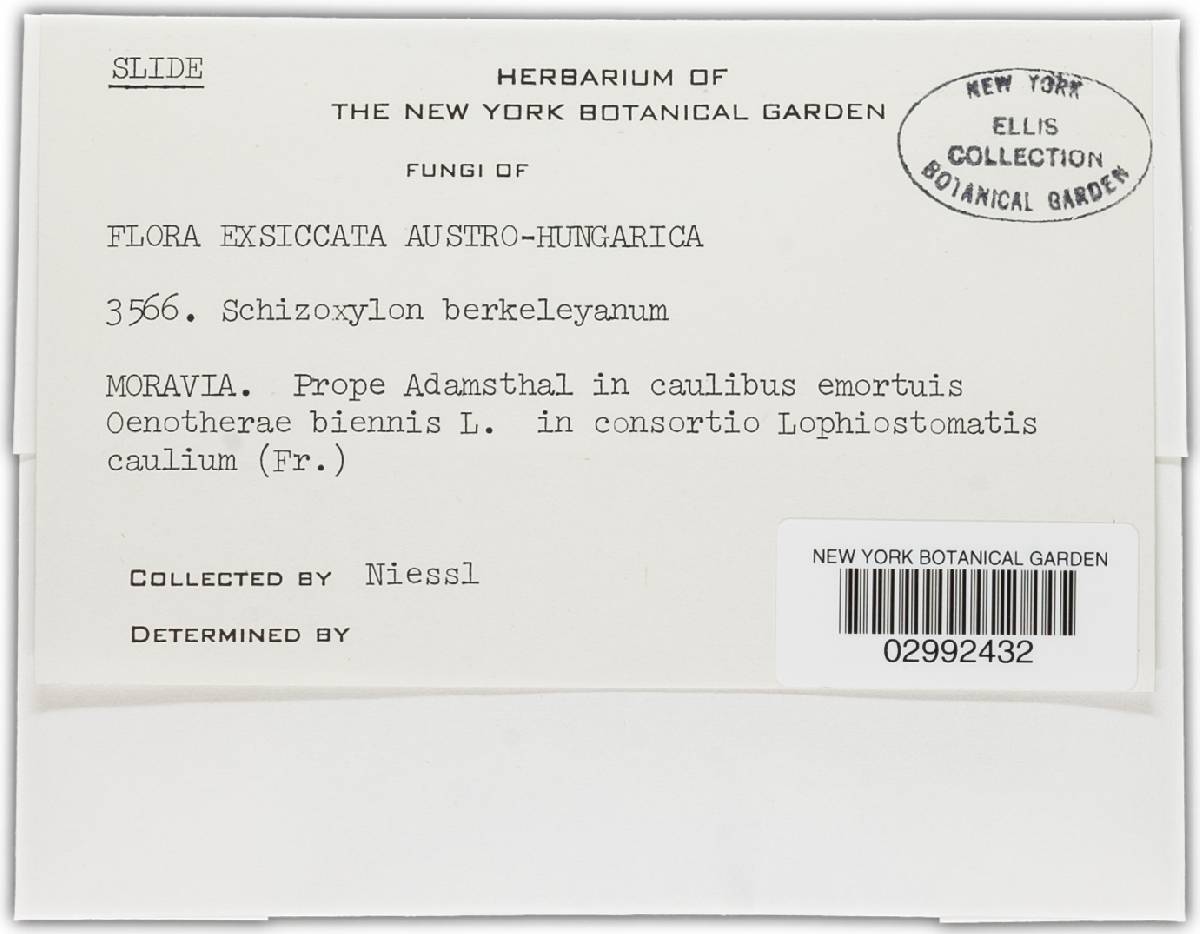 SLIDE
HERBARIUM OF
THE NEW YORK BOTANICAL GARDEN
NEW YORK
ELLIS
COLLECTION
BOTANICAL GARDEN
FUNGI OF
FLORA EXSICCATA AUSTRO-HUNGARICA
3566. Schizoxylon berkeleyanum
MORAVIA. Prope Adamsthal in caulibus emortuis
Oenotherae biennis L. in consortio Lophiostomatis
caulium (Fr.)
COLLECTED BY Niessl
DETERMINED BY
NEW YORK BOTANICAL GARDEN
02992432